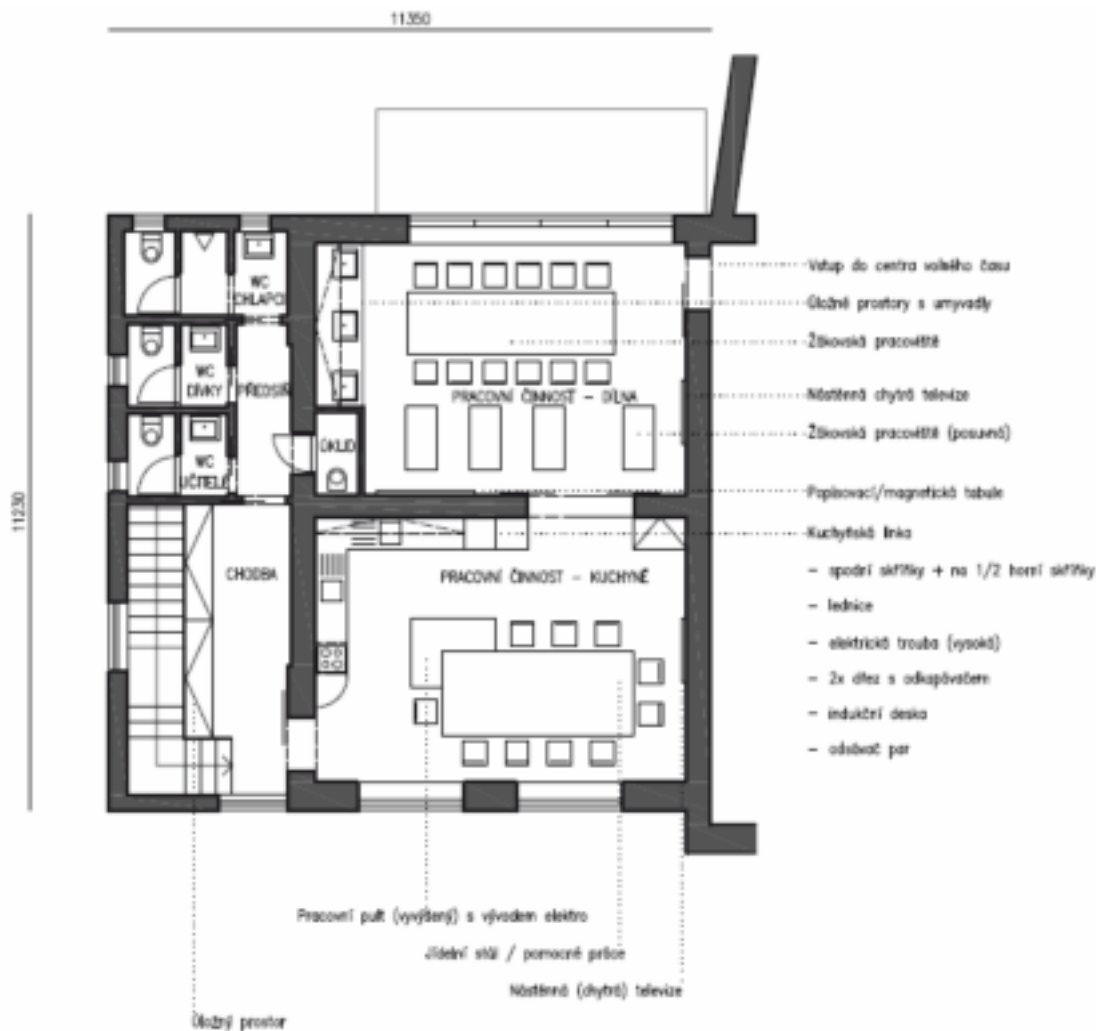 11350
11230
WC
CHLAPCI
WC
DÍVKY
PŘEDSÍŇ
WC
UČITELÉ
ÚKLID
PRACOVNÍ ČINNOST – DÍLNA
CHODBA
PRACOVNÍ ČINNOST – KUCHYNĚ
Vstup do centra volného času
Úložné prostory s umyvadly
Žákovská pracoviště
Nástěnná chytrá televize
Žákovská pracoviště (posuvná)
Popisovací/magnetická tabule
Kuchyňská linka
– spodní skříňky + na 1/2 horní skříňky
– lednice
– elektrická trouba (vysoká)
– 2x dřez s odkapávačem
– indukční deska
– odsávač par
Pracovní pult (vyvýšený) s vývodem elektro
Jídelní stůl / pomocné práce
Nástěnná (chytrá) televize
Úložný prostor